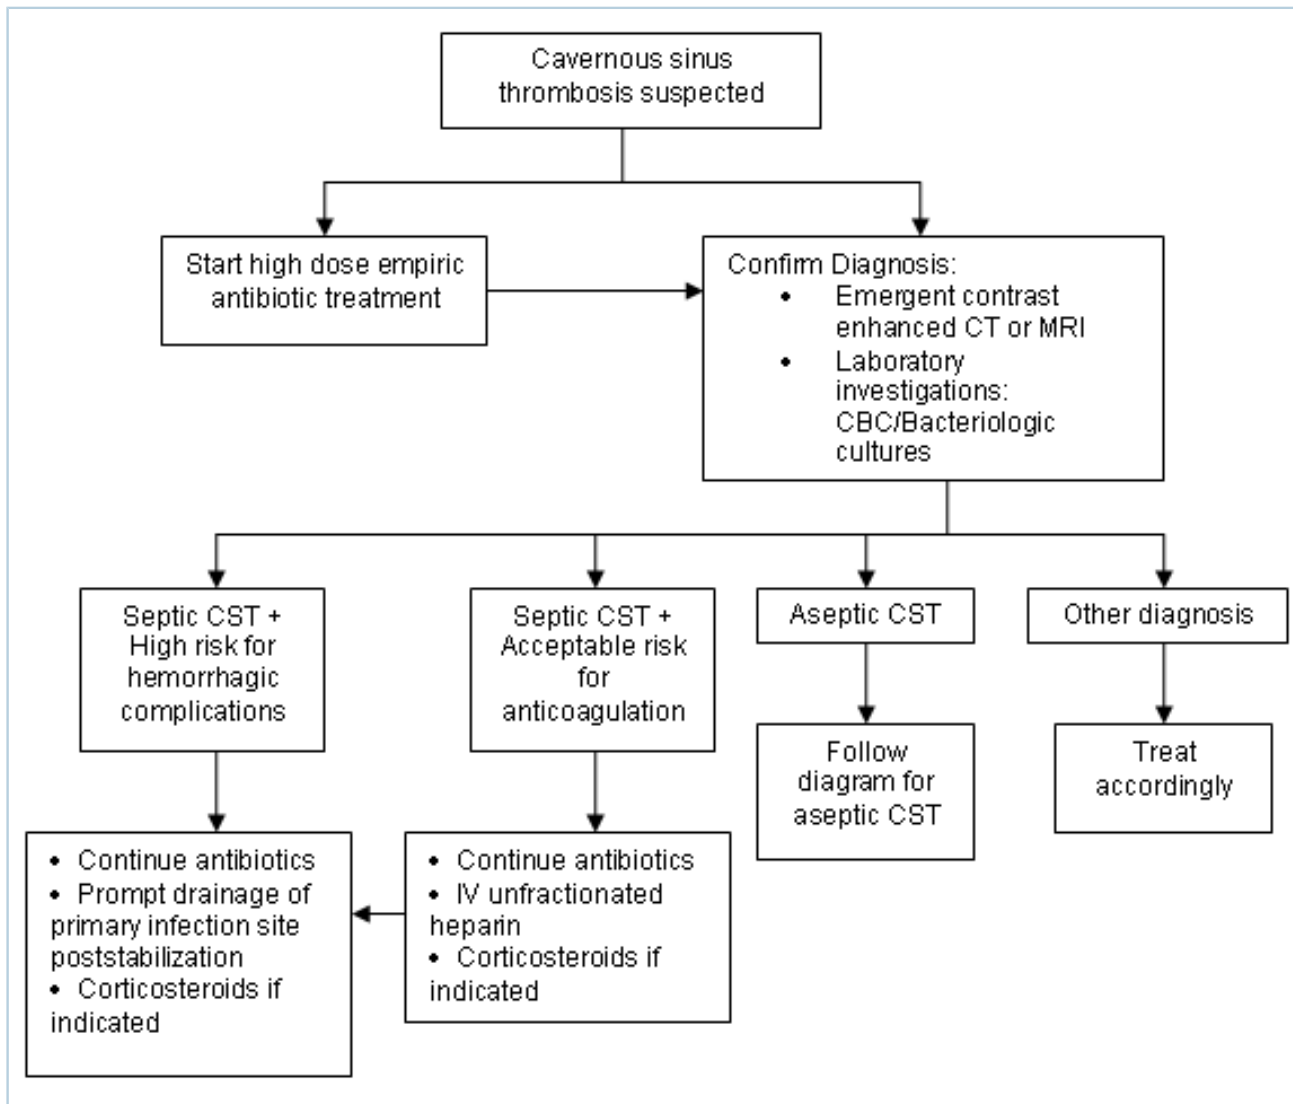 Cavernous sinus
thrombosis suspected
Start high dose empiric
antibiotic treatment
Confirm Diagnosis:
• Emergent contrast
enhanced CT or MRI
• Laboratory
investigations:
CBC/Bacteriologic
cultures
Septic CST +
High risk for
hemorrhagic
complications
Septic CST +
Acceptable risk
for
anticoagulation
Aseptic CST
Other diagnosis
Follow
diagram for
aseptic CST
Treat
accordingly
• Continue antibiotics
• Prompt drainage of
primary infection site
poststabilization
• Corticosteroids if
indicated
• Continue antibiotics
• IV unfractionated
heparin
• Corticosteroids if
indicated